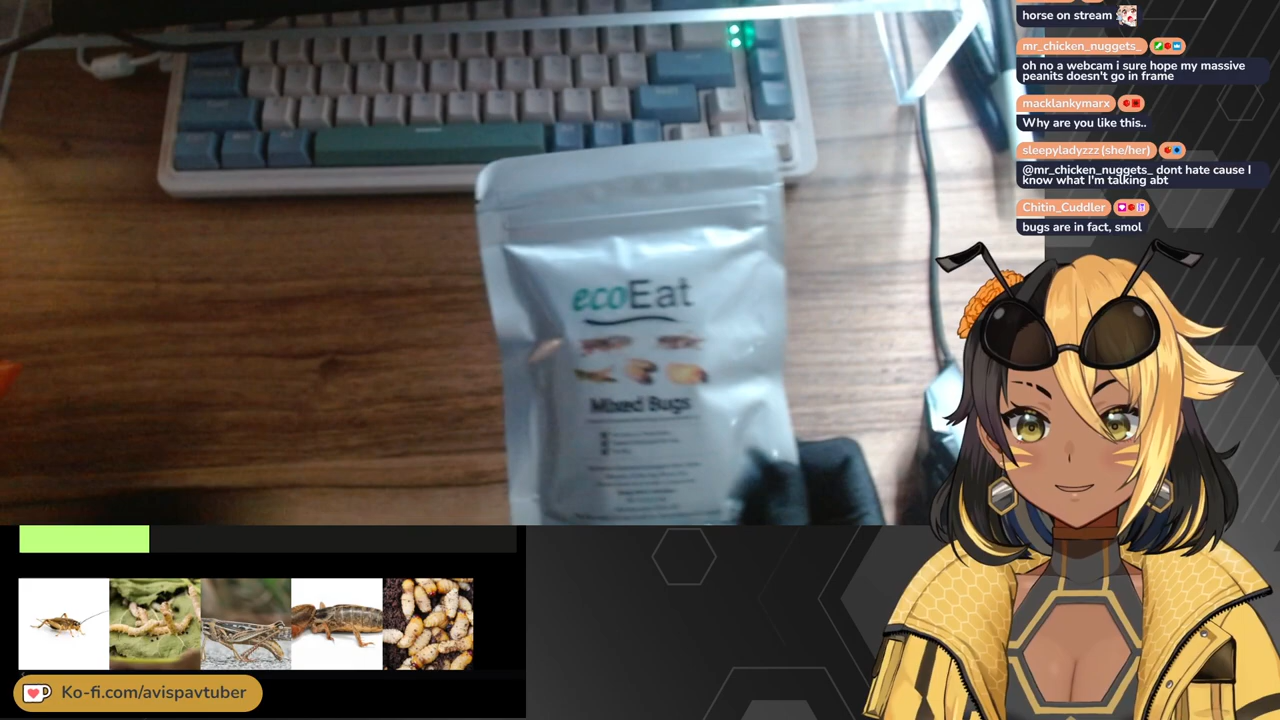 horse on stream
mr_chicken_nuggets_
oh no a webcam i sure hope my massive
peanits doesn't go in frame
macklankymarx
Why are you like this..
sleepyladyzzz(she/her)
@mr_chicken_nuggets_ dont hate cause I
know what I'm talking abt
Chitin_Cuddler
bugs are in fact, smol
ecoEat
Mixed Bugs
Ko-fi.com/avispavtuber